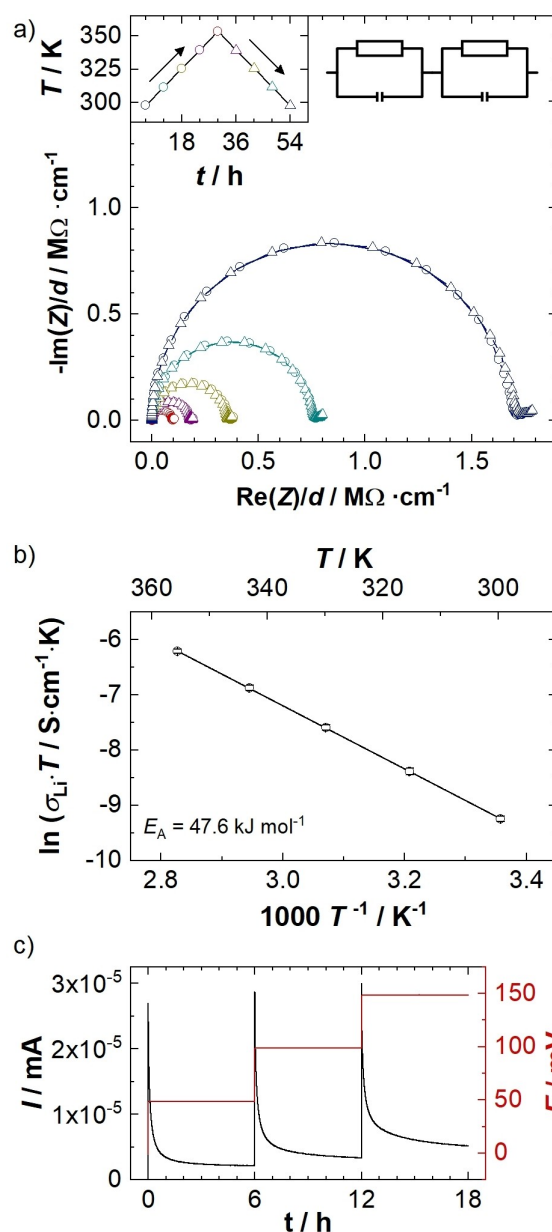 a)
T / K
350
325
300
18
36
54
t / h
-Im(Z)/d / MΩ ·cm⁻¹
1.0
0.5
0.0
0.0
0.5
1.0
1.5
Re(Z)/d / MΩ ·cm⁻¹
b)
T / K
360
340
320
300
ln (σLi·T / S·cm⁻¹·K)
-6
-7
-8
-9
-10
EA = 47.6 kJ mol⁻¹
2.8
3.0
3.2
3.4
1000 T ⁻¹ / K⁻¹
c)
I / mA
3x10⁻⁵
2x10⁻⁵
1x10⁻⁵
0
150
100
50
0
E / mV
0
6
12
18
t / h